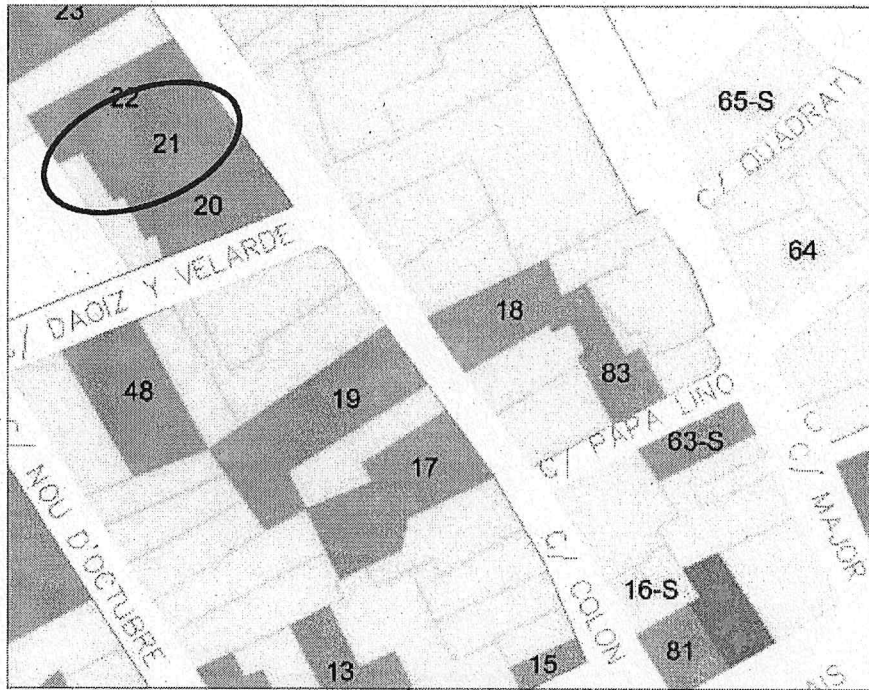 23
22
65-S
21
C/ QUADRAT
20
64
C/ DAOIZ Y VELARDE
18
48
19
83
C/ PAPA LINO
63-S
17
C/ NOU D'OCTUBRE
C/ MAJOR
C/ COLON
16-S
81
13
15